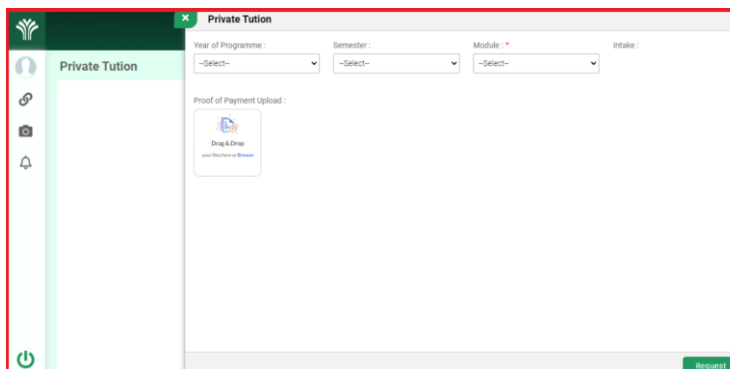 × Private Tution
Year of Programme : Semester : Module : * Intake :
Private Tution
--Select-- --Select-- --Select--
Proof of Payment Upload :
Drag & Drop
your files here or Browse
Request